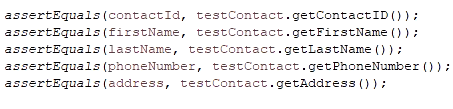 assertEquals(contactId, testContact.getContactID());
assertEquals(firstName, testContact.getFirstName());
assertEquals(lastName, testContact.getLastName());
assertEquals(phoneNumber, testContact.getPhoneNumber());
assertEquals(address, testContact.getAddress());